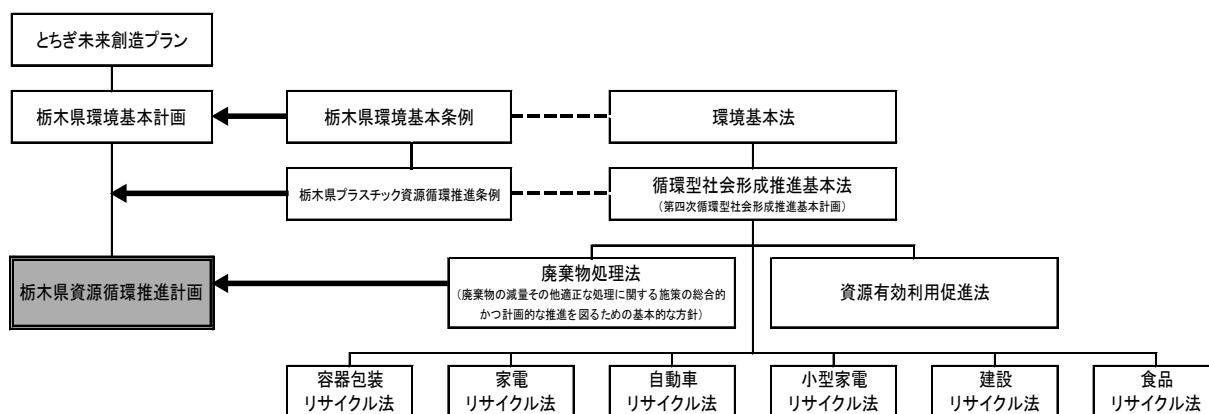 とちぎ未来創造プラン
栃木県環境基本計画
栃木県環境基本条例
環境基本法
栃木県プラスチック資源循環推進条例
循環型社会形成推進基本法
（第四次循環型社会形成推進基本計画）
栃木県資源循環推進計画
廃棄物処理法
（廃棄物の減量その他適正な処理に関する施策の総合的
かつ計画的な推進を図るための基本的な方針）
資源有効利用促進法
容器包装
リサイクル法
家電
リサイクル法
自動車
リサイクル法
小型家電
リサイクル法
建設
リサイクル法
食品
リサイクル法